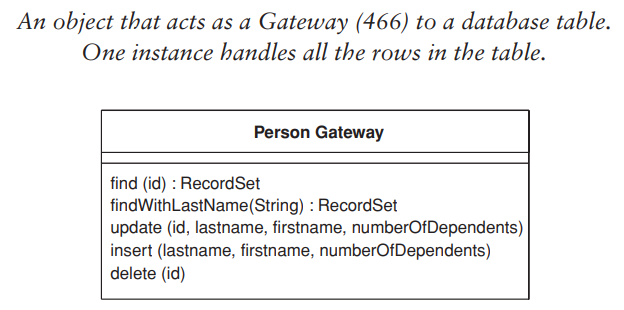 An object that acts as a Gateway (466) to a database table.
One instance handles all the rows in the table.
Person Gateway
find (id) : RecordSet
findWithLastName(String) : RecordSet
update (id, lastname, firstname, numberOfDependents)
insert (lastname, firstname, numberOfDependents)
delete (id)